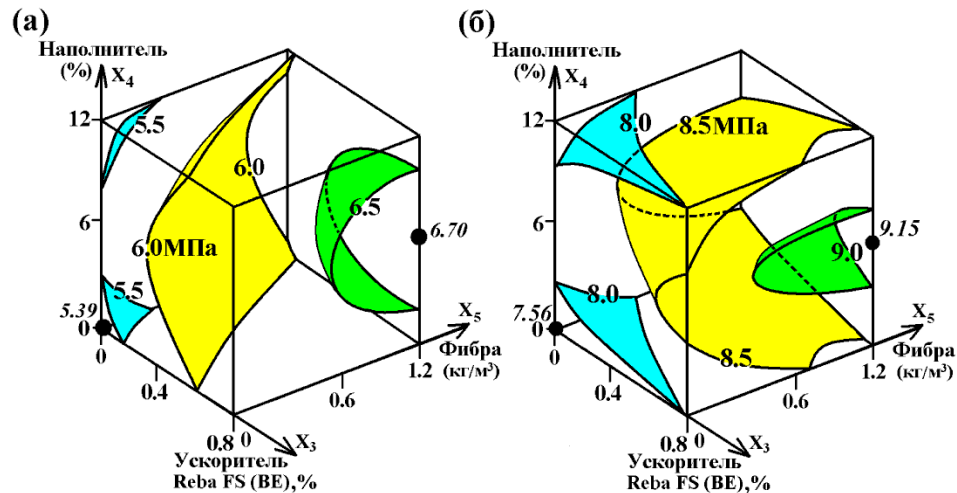 (а)
Наполнитель
(%)
X4
12
5.5
6.0
6.5
6
6.70
6.0МПа
5.5
5.39
0
0
X5
Фибра
(кг/м³)
1.2
0.4
0.6
0.8
0
X3
Ускоритель
Reba FS (BE),%
(б)
Наполнитель
(%)
X4
12
8.0
8.5МПа
6
9.15
9.0
8.0
7.56
0
0
X5
Фибра
(кг/м³)
1.2
8.5
0.4
0.6
0.8
0
X3
Ускоритель
Reba FS (BE),%